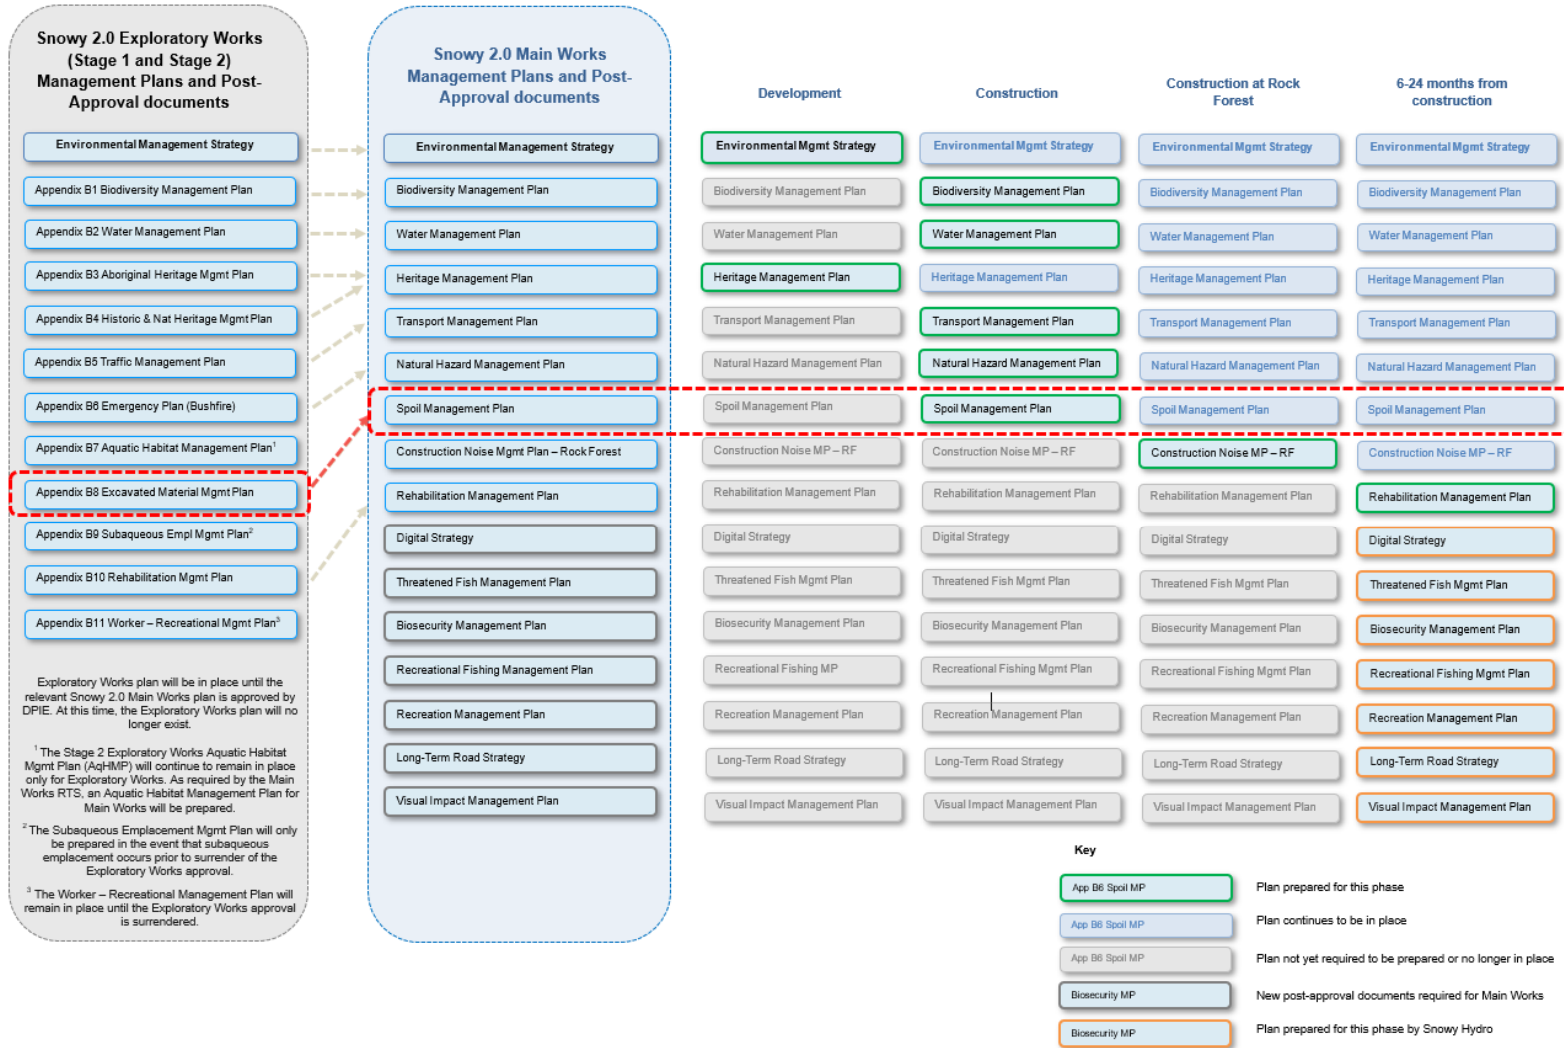 Snowy 2.0 Exploratory Works
(Stage 1 and Stage 2)
Management Plans and Post-
Approval documents
Environmental Management Strategy
Appendix B1 Biodiversity Management Plan
Appendix B2 Water Management Plan
Appendix B3 Aboriginal Heritage Mgmt Plan
Appendix B4 Historic & Nat Heritage Mgmt Plan
Appendix B5 Traffic Management Plan
Appendix B6 Emergency Plan (Bushfire)
Appendix B7 Aquatic Habitat Management Plan1
Appendix B8 Excavated Material Mgmt Plan
Appendix B9 Subaqueous Empl Mgmt Plan2
Appendix B10 Rehabilitation Mgmt Plan
Appendix B11 Worker – Recreational Mgmt Plan3
Exploratory Works plan will be in place until the
relevant Snowy 2.0 Main Works plan is approved by
DPIE. At this time, the Exploratory Works plan will no
longer exist.
1 The Stage 2 Exploratory Works Aquatic Habitat
Mgmt Plan (AqHMP) will continue to remain in place
only for Exploratory Works. As required by the Main
Works RTS, an Aquatic Habitat Management Plan for
Main Works will be prepared.
2 The Subaqueous Emplacement Mgmt Plan will only
be prepared in the event that subaqueous
emplacement occurs prior to surrender of the
Exploratory Works approval.
3 The Worker – Recreational Management Plan will
remain in place until the Exploratory Works approval
is surrendered.
Snowy 2.0 Main Works
Management Plans and Post-
Approval documents
Environmental Management Strategy
Biodiversity Management Plan
Water Management Plan
Heritage Management Plan
Transport Management Plan
Natural Hazard Management Plan
Spoil Management Plan
Construction Noise Mgmt Plan – Rock Forest
Rehabilitation Management Plan
Digital Strategy
Threatened Fish Management Plan
Biosecurity Management Plan
Recreational Fishing Management Plan
Recreation Management Plan
Long-Term Road Strategy
Visual Impact Management Plan
Development
Environmental Mgmt Strategy
Biodiversity Management Plan
Water Management Plan
Heritage Management Plan
Transport Management Plan
Natural Hazard Management Plan
Spoil Management Plan
Construction Noise MP – RF
Rehabilitation Management Plan
Digital Strategy
Threatened Fish Mgmt Plan
Biosecurity Management Plan
Recreational Fishing MP
Recreation Management Plan
Long-Term Road Strategy
Visual Impact Management Plan
Construction
Environmental Mgmt Strategy
Biodiversity Management Plan
Water Management Plan
Heritage Management Plan
Transport Management Plan
Natural Hazard Management Plan
Spoil Management Plan
Construction Noise MP – RF
Rehabilitation Management Plan
Digital Strategy
Threatened Fish Mgmt Plan
Biosecurity Management Plan
Recreational Fishing Mgmt Plan
Recreation Management Plan
Long-Term Road Strategy
Visual Impact Management Plan
Construction at Rock
Forest
Environmental Mgmt Strategy
Biodiversity Management Plan
Water Management Plan
Heritage Management Plan
Transport Management Plan
Natural Hazard Management Plan
Spoil Management Plan
Construction Noise MP – RF
Rehabilitation Management Plan
Digital Strategy
Threatened Fish Mgmt Plan
Biosecurity Management Plan
Recreational Fishing Mgmt Plan
Recreation Management Plan
Long-Term Road Strategy
Visual Impact Management Plan
6-24 months from
construction
Environmental Mgmt Strategy
Biodiversity Management Plan
Water Management Plan
Heritage Management Plan
Transport Management Plan
Natural Hazard Management Plan
Spoil Management Plan
Construction Noise MP – RF
Rehabilitation Management Plan
Digital Strategy
Threatened Fish Mgmt Plan
Biosecurity Management Plan
Recreational Fishing Mgmt Plan
Recreation Management Plan
Long-Term Road Strategy
Visual Impact Management Plan
Key
App B6 Spoil MP
Plan prepared for this phase
App B6 Spoil MP
Plan continues to be in place
App B6 Spoil MP
Plan not yet required to be prepared or no longer in place
Biosecurity MP
New post-approval documents required for Main Works
Biosecurity MP
Plan prepared for this phase by Snowy Hydro